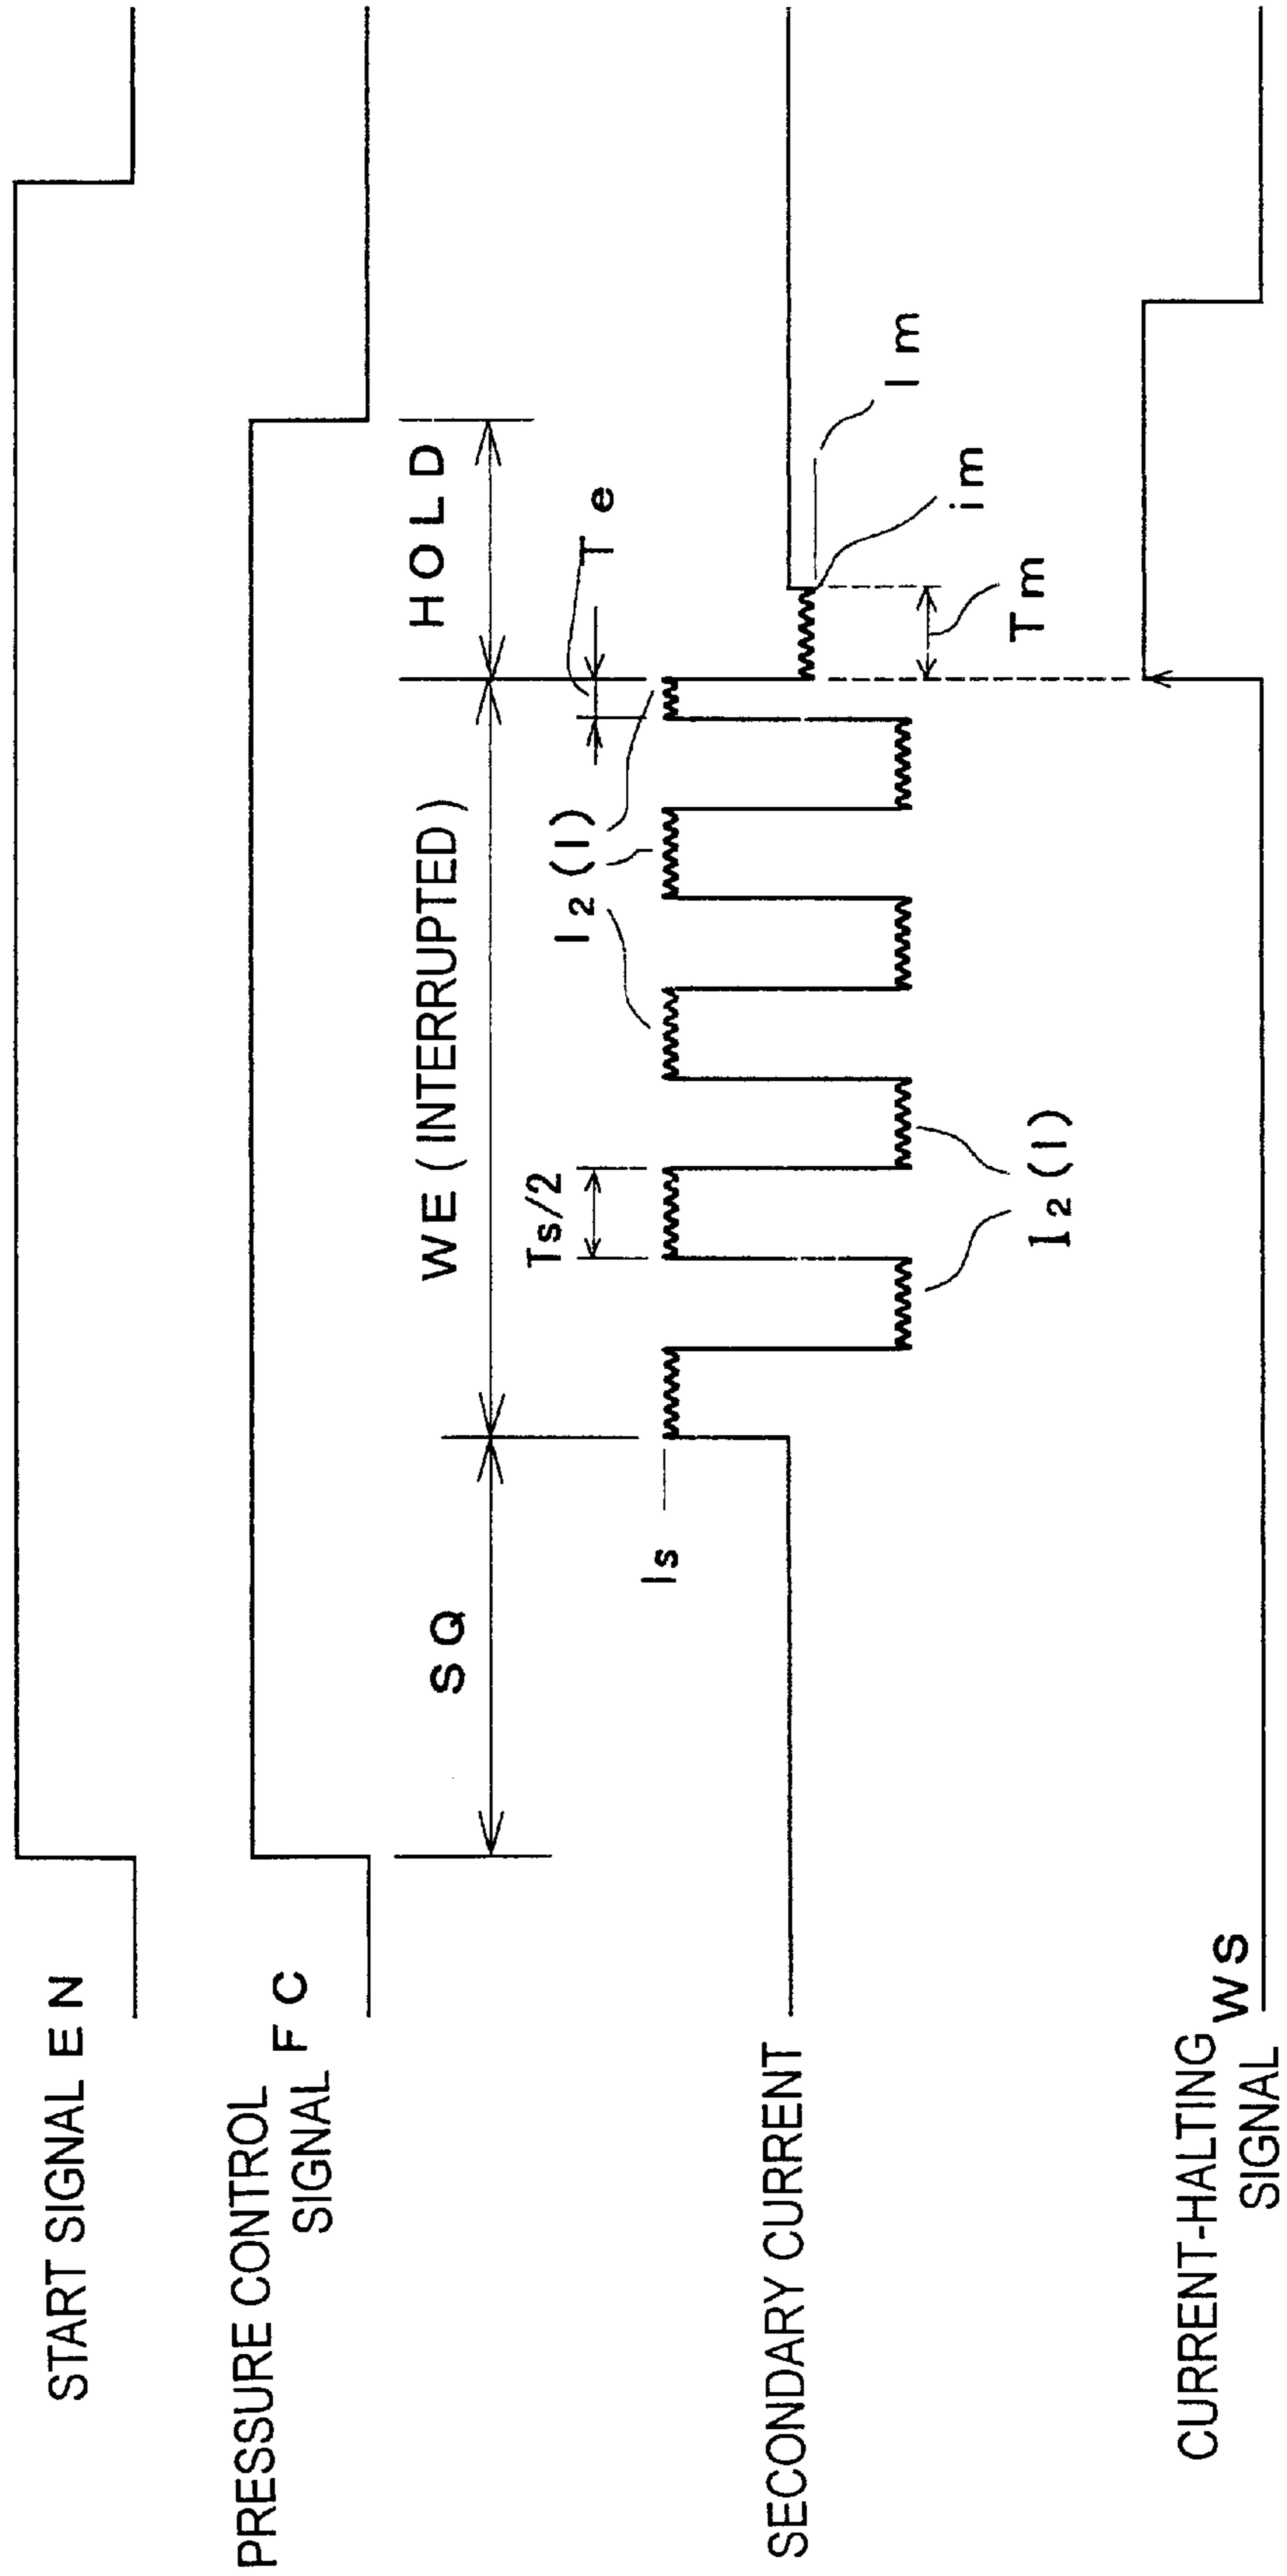 START SIGNAL EN
PRESSURE CONTROL
SIGNAL FC
SQ
WE (INTERRUPTED)
HOLD
Te
Ts/2
I₂ (I)
Is
SECONDARY CURRENT
Im
im
I₂ (I)
Tm
CURRENT-HALTING
SIGNAL WS